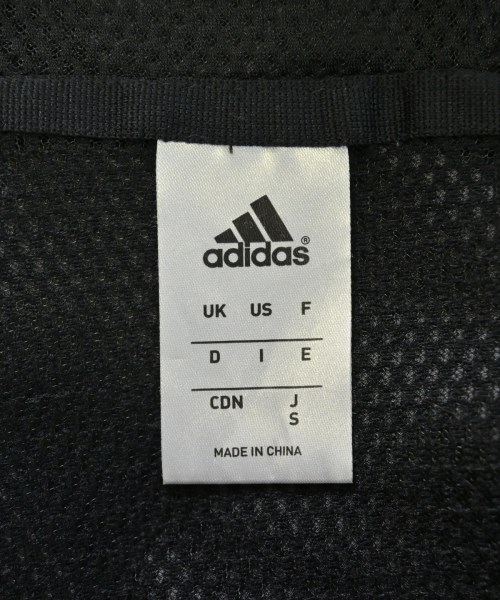 adidas®
UK US F
D I E
CDN J
S
MADE IN CHINA